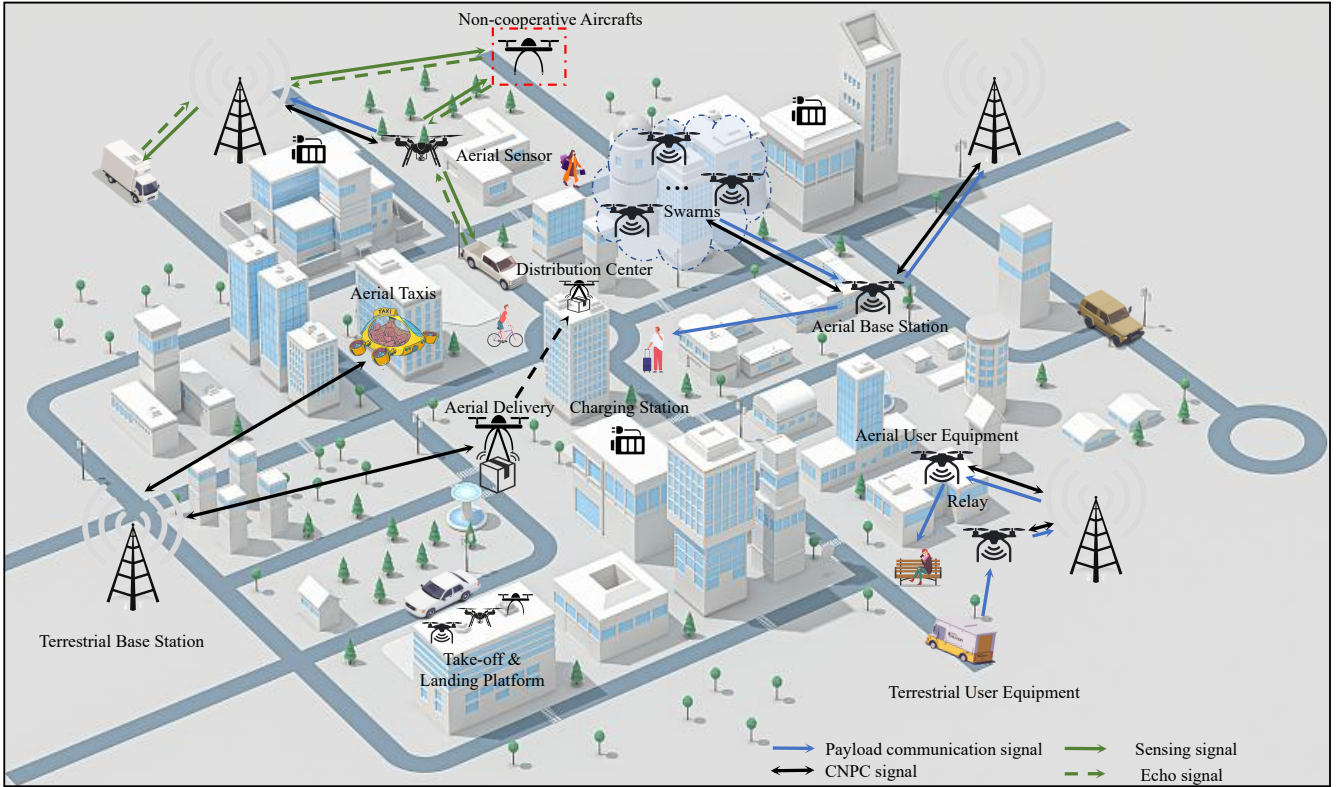 Non-cooperative Aircrafts
Aerial Sensor
...
Swarms
Distribution Center
Aerial Taxis
TAXI
Aerial Base Station
Aerial Delivery
Charging Station
Aerial User Equipment
Relay
Terrestrial Base Station
Take-off &
Landing Platform
Terrestrial User Equipment
Payload communication signal
Sensing signal
CNPC signal
Echo signal